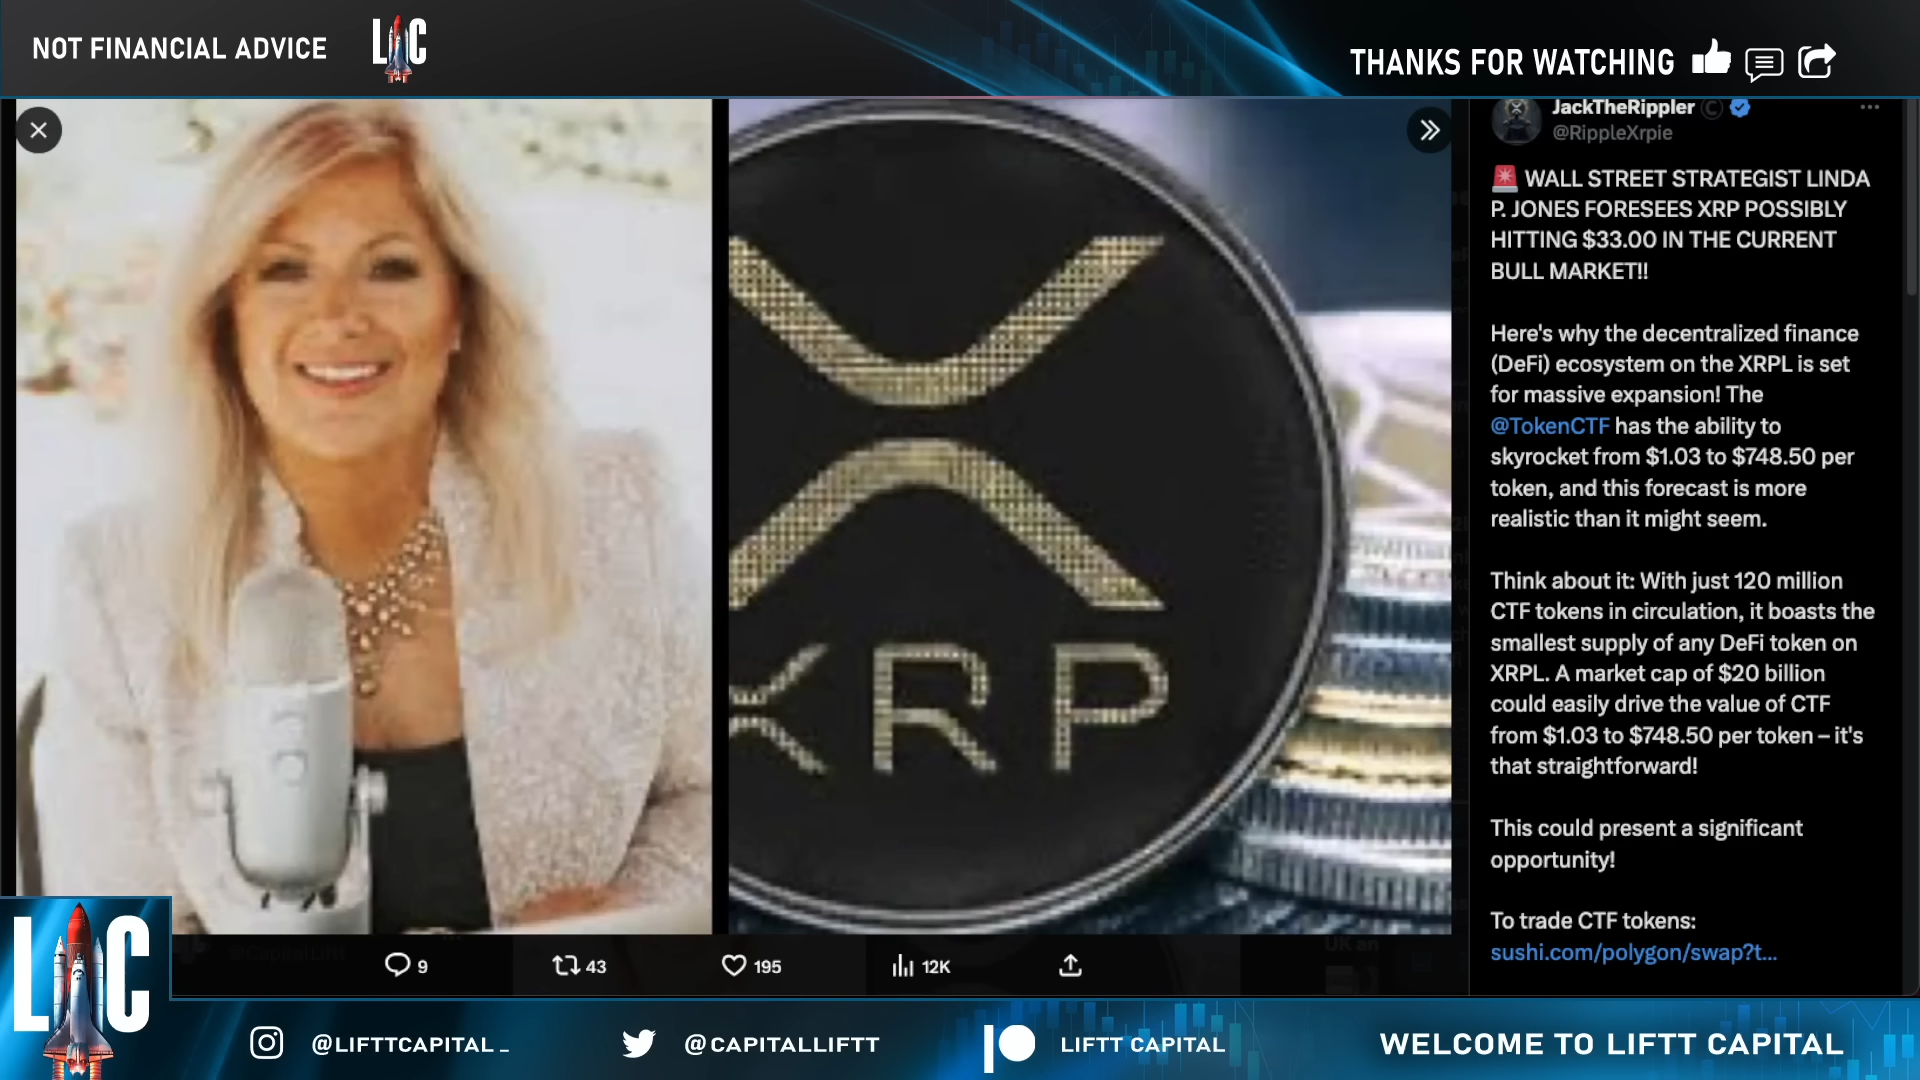 NOT FINANCIAL ADVICE
LC
THANKS FOR WATCHING
JackTheRippler
@RippleXrpie
🚨 WALL STREET STRATEGIST LINDA
P. JONES FORESEES XRP POSSIBLY
HITTING $33.00 IN THE CURRENT
BULL MARKET!!
Here's why the decentralized finance
(DeFi) ecosystem on the XRPL is set
for massive expansion! The
@TokenCTF has the ability to
skyrocket from $1.03 to $748.50 per
token, and this forecast is more
realistic than it might seem.
Think about it: With just 120 million
CTF tokens in circulation, it boasts the
smallest supply of any DeFi token on
XRPL. A market cap of $20 billion
could easily drive the value of CTF
from $1.03 to $748.50 per token – it's
that straightforward!
This could present a significant
opportunity!
To trade CTF tokens:
sushi.com/polygon/swap?t...
XRP
9
43
195
12K
@CapitalLiftt
UK an
LC
@LIFTTCAPITAL_
@CAPITALLIFTT
LIFTT CAPITAL
WELCOME TO LIFTT CAPITAL